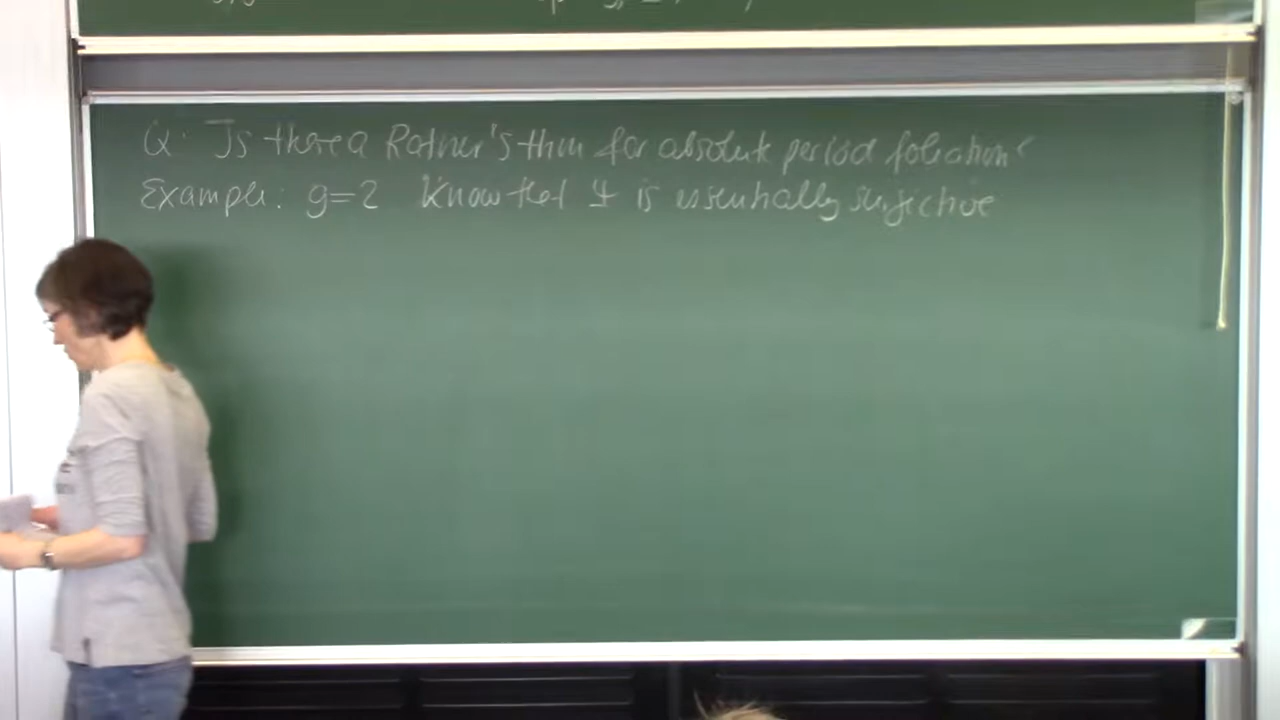 Q: Is there a Ratner's thm for absolute period foliation?
Example: g=2 Know that Ψ is essentially surjective